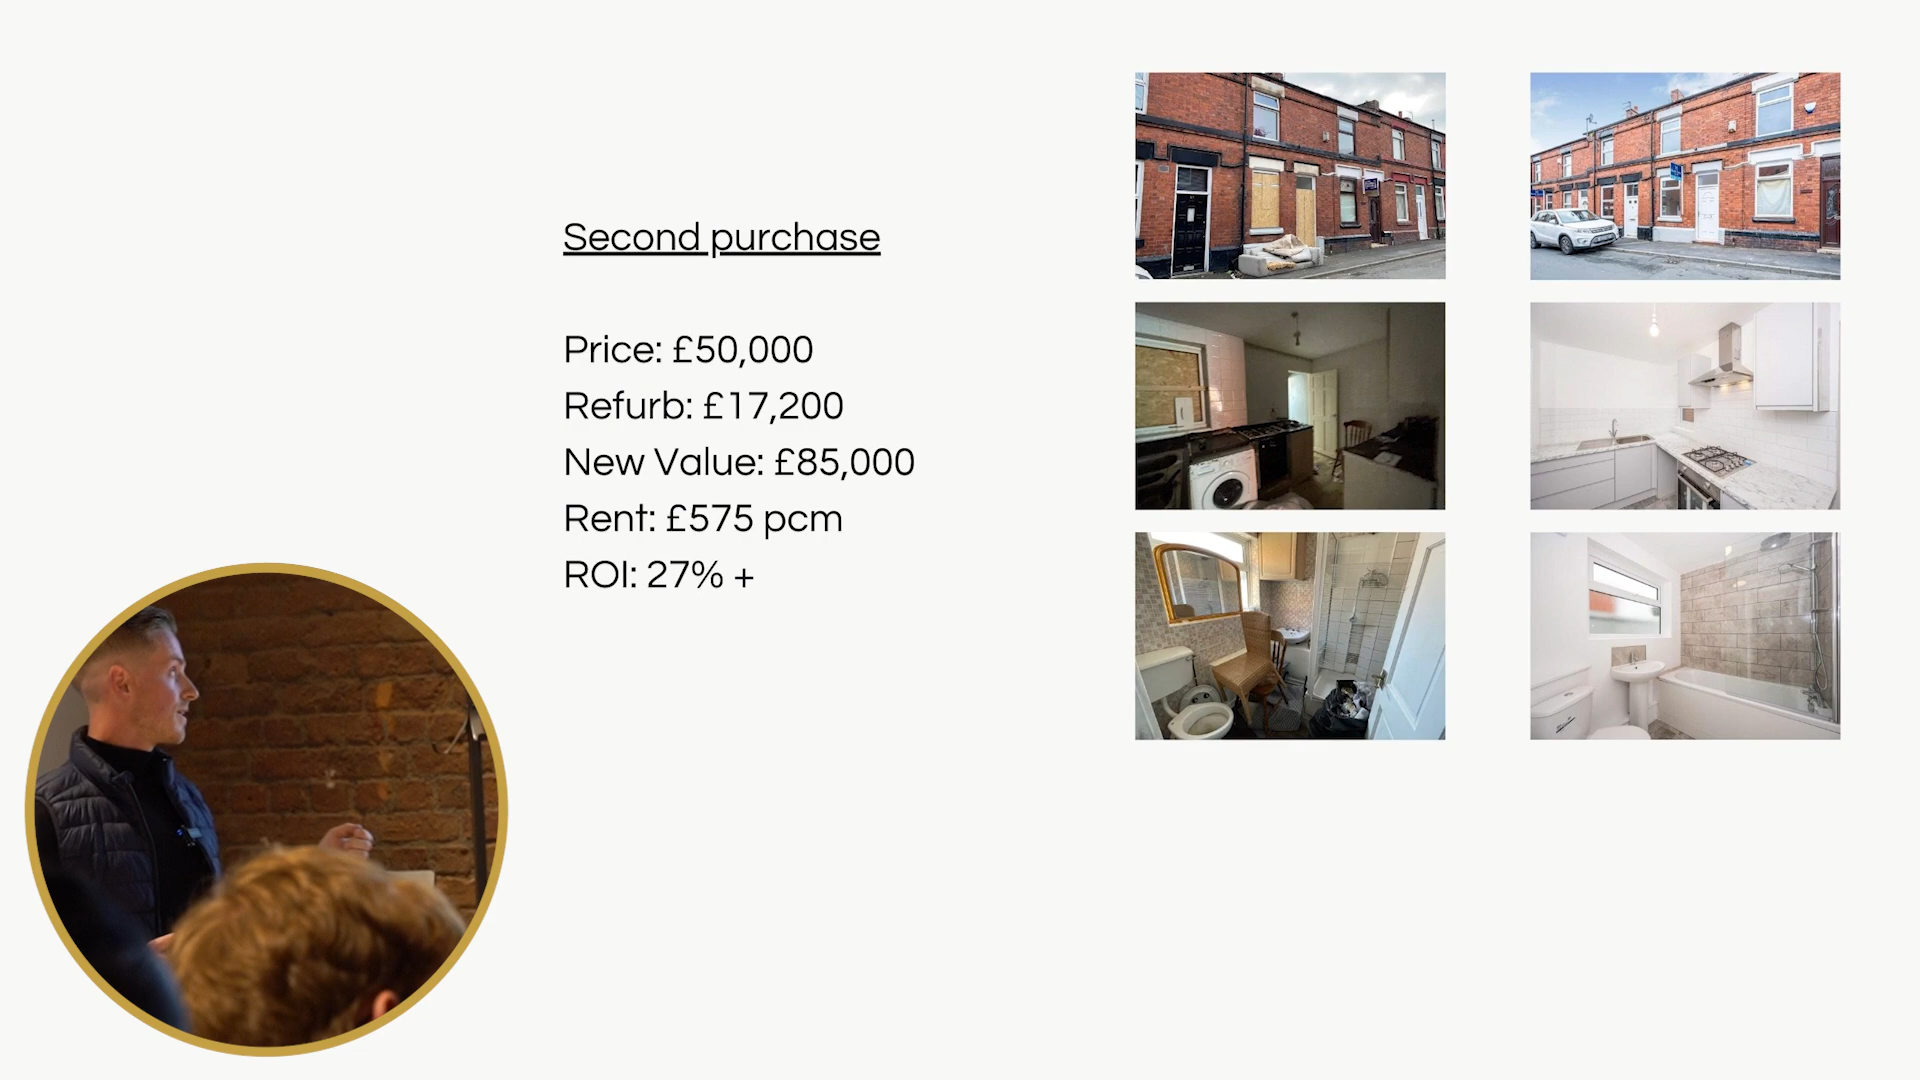 Second purchase
Price: £50,000
Refurb: £17,200
New Value: £85,000
Rent: £575 pcm
ROI: 27% +